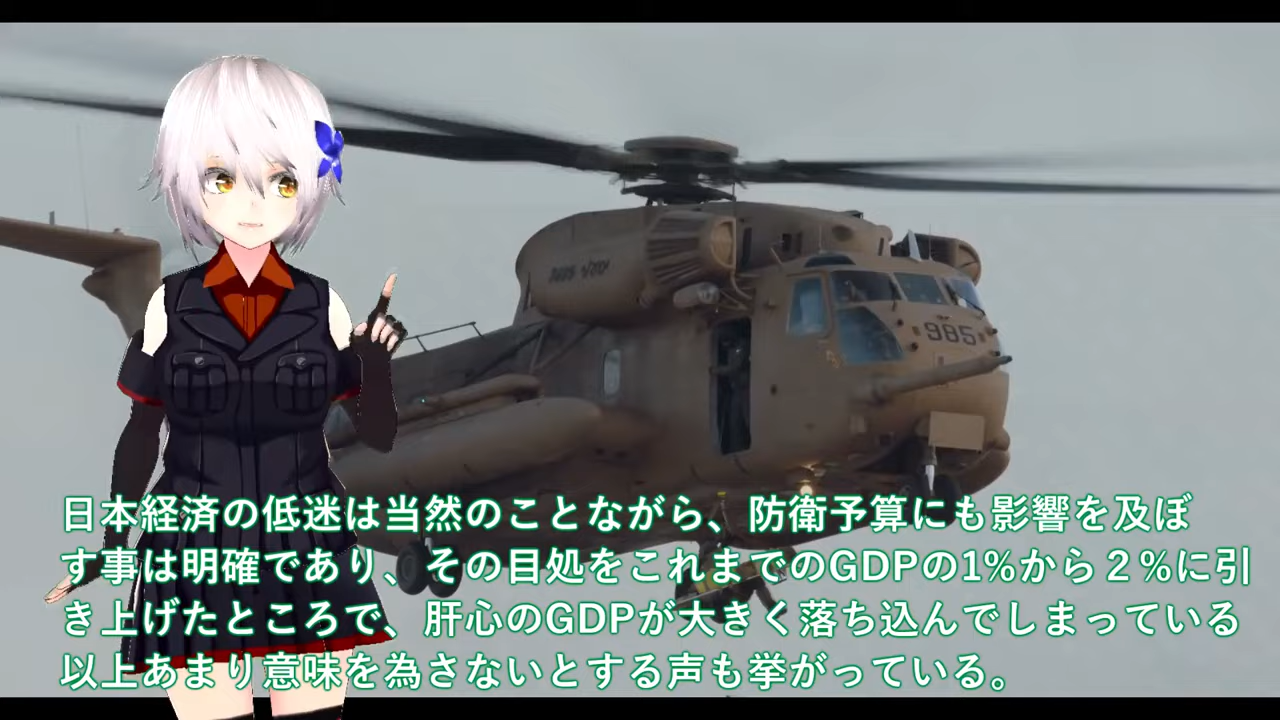 985
日本経済の低迷は当然のことながら、防衛予算にも影響を及ぼ
す事は明確であり、その目処をこれまでのGDPの1%から２%に引
き上げたところで、肝心のGDPが大きく落ち込んでしまっている
以上あまり意味を為さないとする声も挙がっている。